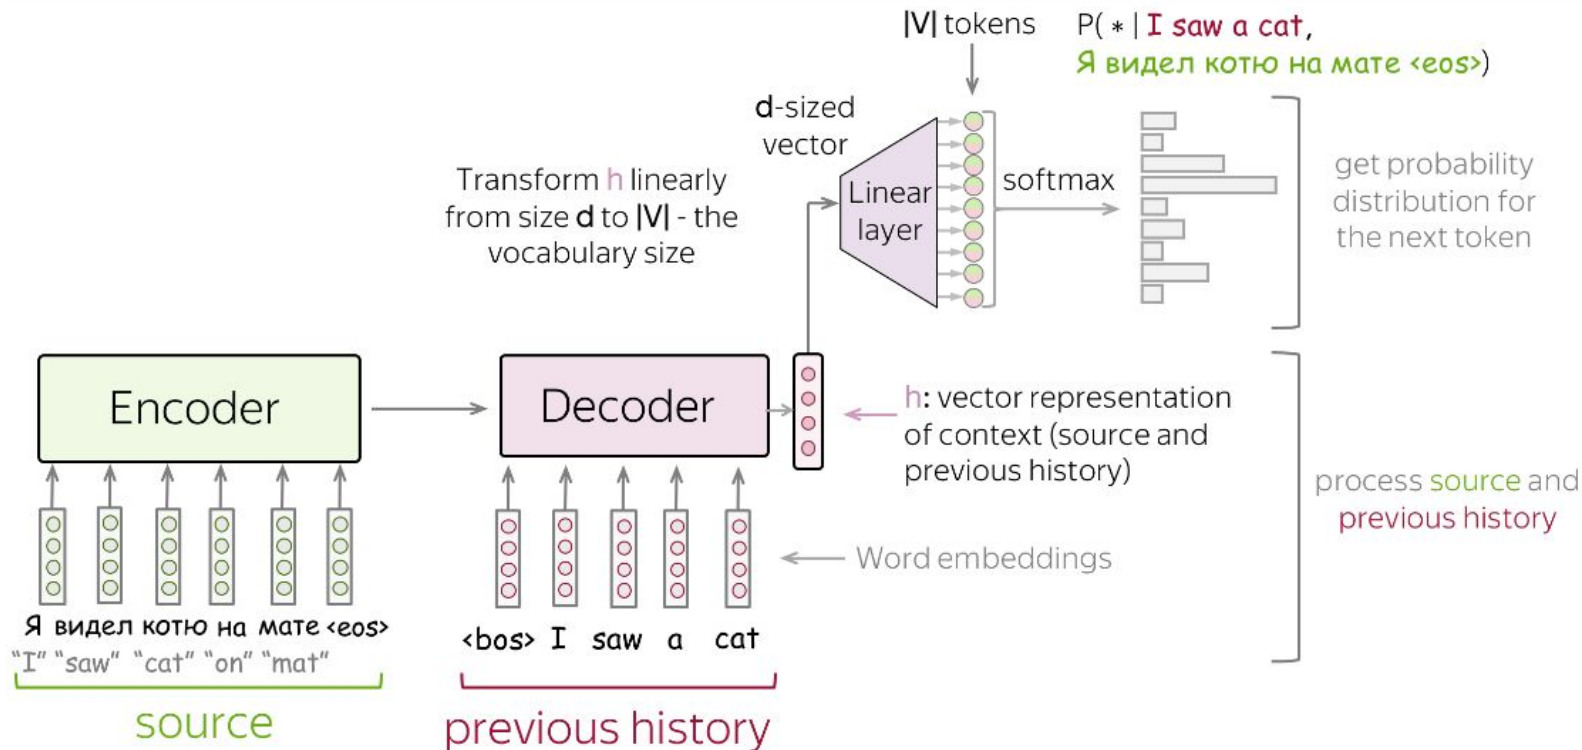 |V| tokens
P( * | I saw a cat,
Я видел котю на мате <eos>)
d-sized
vector
Transform h linearly
from size d to |V| - the
vocabulary size
Linear
layer
softmax
get probability
distribution for
the next token
Encoder
Decoder
h: vector representation
of context (source and
previous history)
process source and
previous history
Word embeddings
Я видел котю на мате <eos>
"I" "saw" "cat" "on" "mat"
<bos> I saw a cat
source
previous history